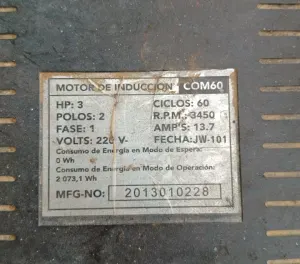 MOTOR DE INDUCCION COM60
HP: 3 CICLOS: 60
POLOS: 2 R.P.M.: 3450
FASE: 1 AMP'S: 13.7
VOLTS: 220 V- FECHA:JW-101
Consumo de Energía en Modo de Espera:
0 Wh
Consumo de Energía en Modo de Operación:
2 073,1 Wh
MFG-NO: 2013010228